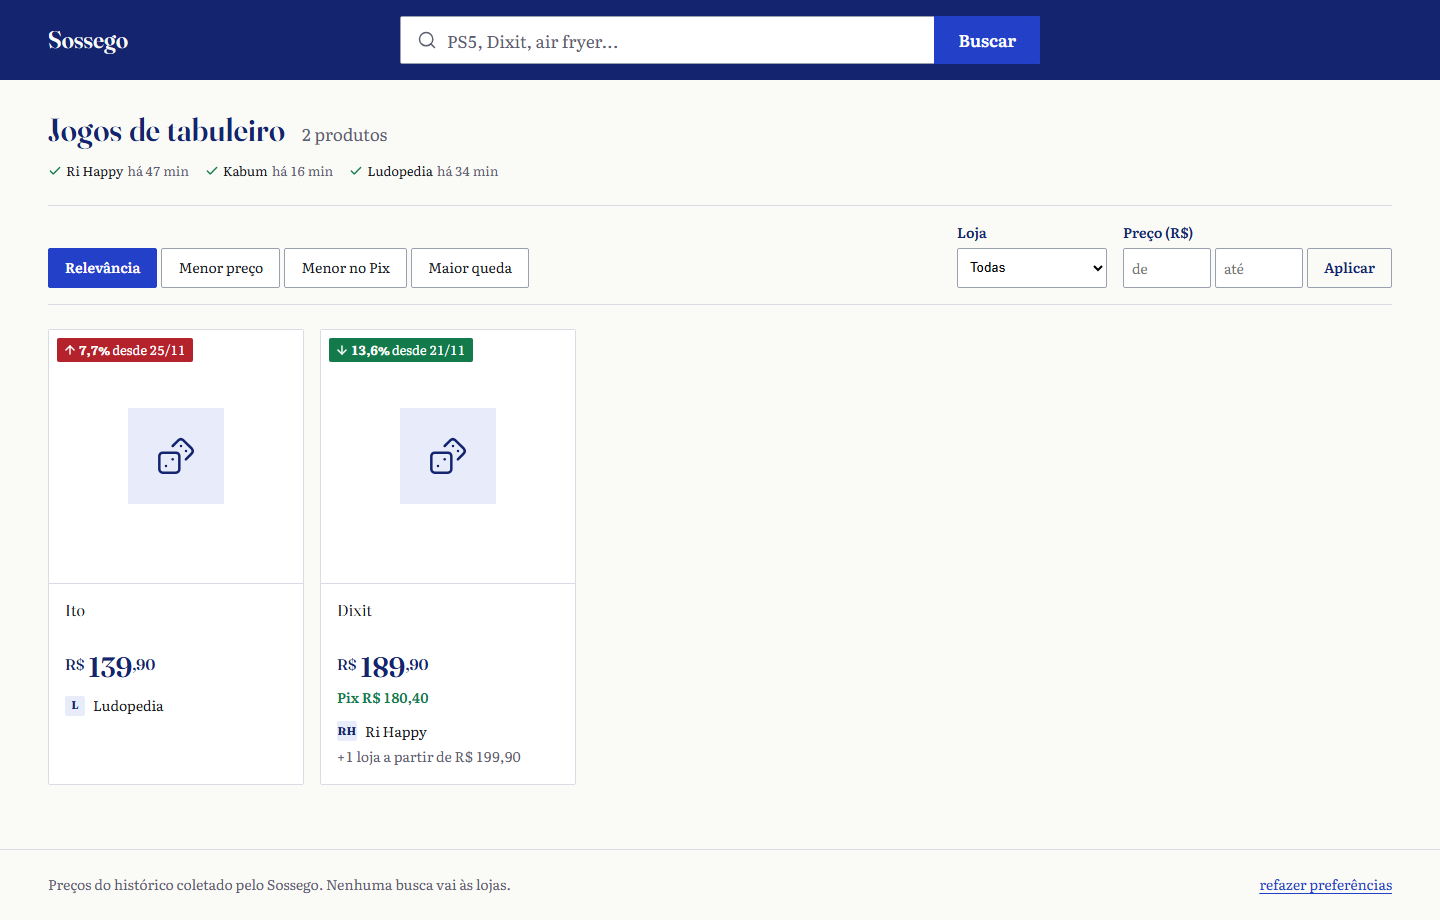 Sossego
PS5, Dixit, air fryer...
Buscar
Jogos de tabuleiro 2 produtos
Ri Happy há 47 min Kabum há 16 min Ludopedia há 34 min
Loja
Preço (R$)
Relevância
Menor preço
Menor no Pix
Maior queda
Todas
de
até
Aplicar
↑ 7,7% desde 25/11
Ito
R$ 139,90
L Ludopedia
↓ 13,6% desde 21/11
Dixit
R$ 189,90
Pix R$ 180,40
RH Ri Happy
+1 loja a partir de R$ 199,90
Preços do histórico coletado pelo Sossego. Nenhuma busca vai às lojas.
refazer preferências